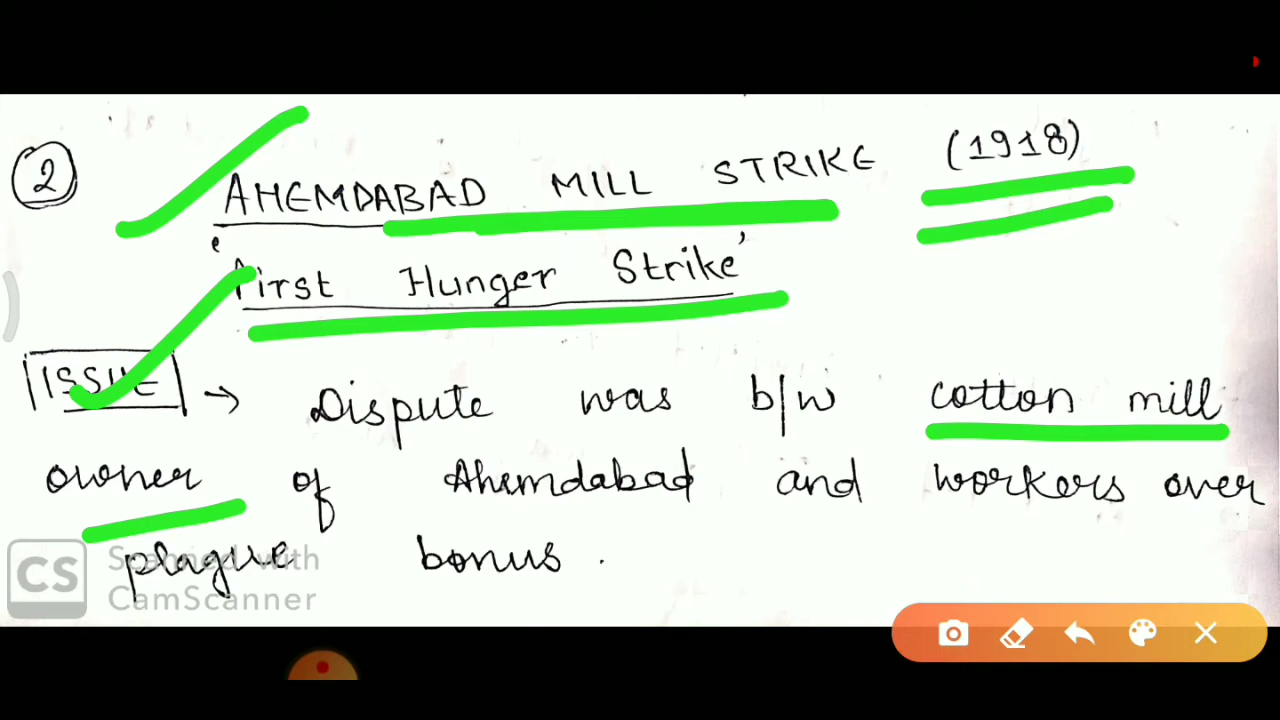 2
AHEMDABAD MILL STRIKE (1918)
'First Hunger Strike'
ISSUE → Dispute was b/w cotton mill
owner of Ahemdabad and workers over
plague bonus.
CS Scanned with
CamScanner